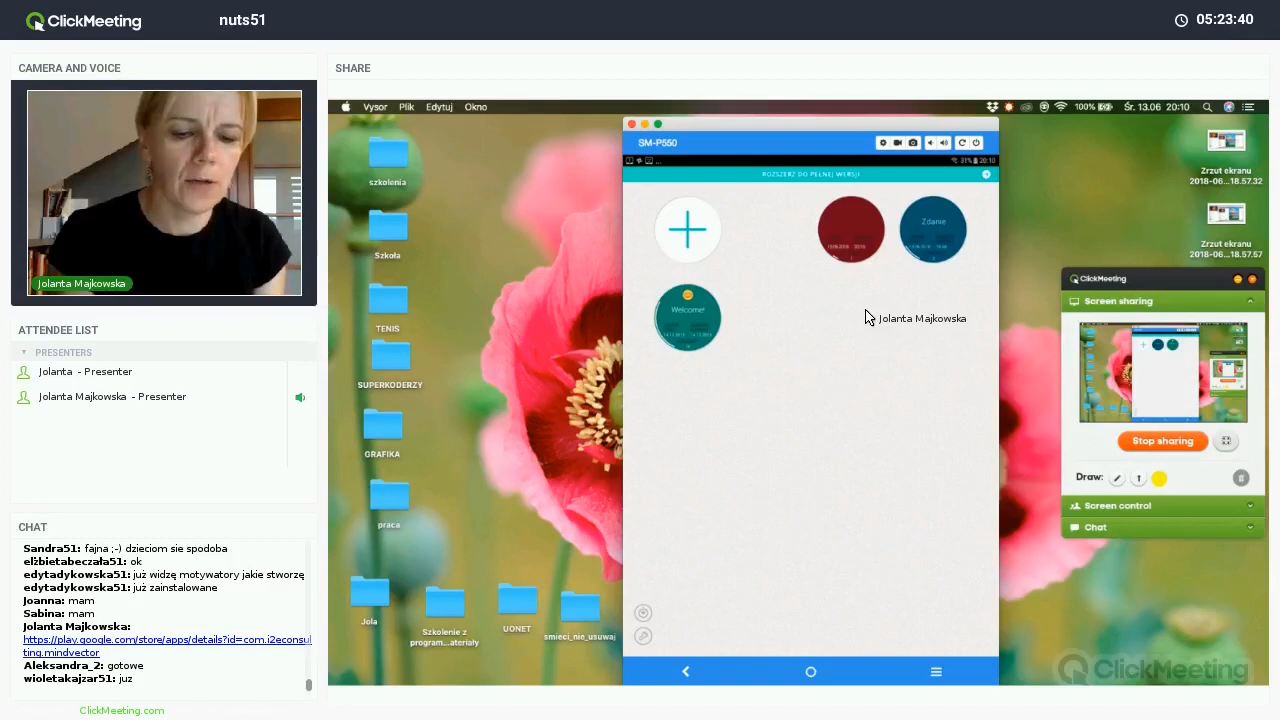 ClickMeeting
nuts51
05:23:40
CAMERA AND VOICE
Jolanta Majkowska
ATTENDEE LIST
PRESENTERS
Jolanta - Presenter
Jolanta Majkowska - Presenter
CHAT
Sandra51: fajna ;-) dzieciom sie spodoba
elżbietabeczała51: ok
edytadykowska51: już widzę motywatory jakie stworzę
edytadykowska51: już zainstalowane
Joanna: mam
Sabina: mam
Jolanta Majkowska:
https://play.google.com/store/apps/details?id=com.i2econsul
ting.mindvector
Aleksandra_2: gotowe
wioletakajzar51: juz
ClickMeeting.com
SHARE
Vysor Plik Edytuj Okno
100% Śr. 13.06 20:10
szkolenia
Szkoła
TENIS
SUPERKODERZY
GRAFIKA
praca
Jola
Szkolenie z
program...ateriały
UONET
smieci_nie_usuwaj
SM-P550
31% 20:10
ROZSZERZ DO PEŁNEJ WERSJI
Zdanie
Welcome!
Jolanta Majkowska
Zrzut ekranu
2018-06...18.57.32
Zrzut ekranu
2018-06...18.57.57
ClickMeeting
Screen sharing
Stop sharing
Draw:
Screen control
Chat
ClickMeeting